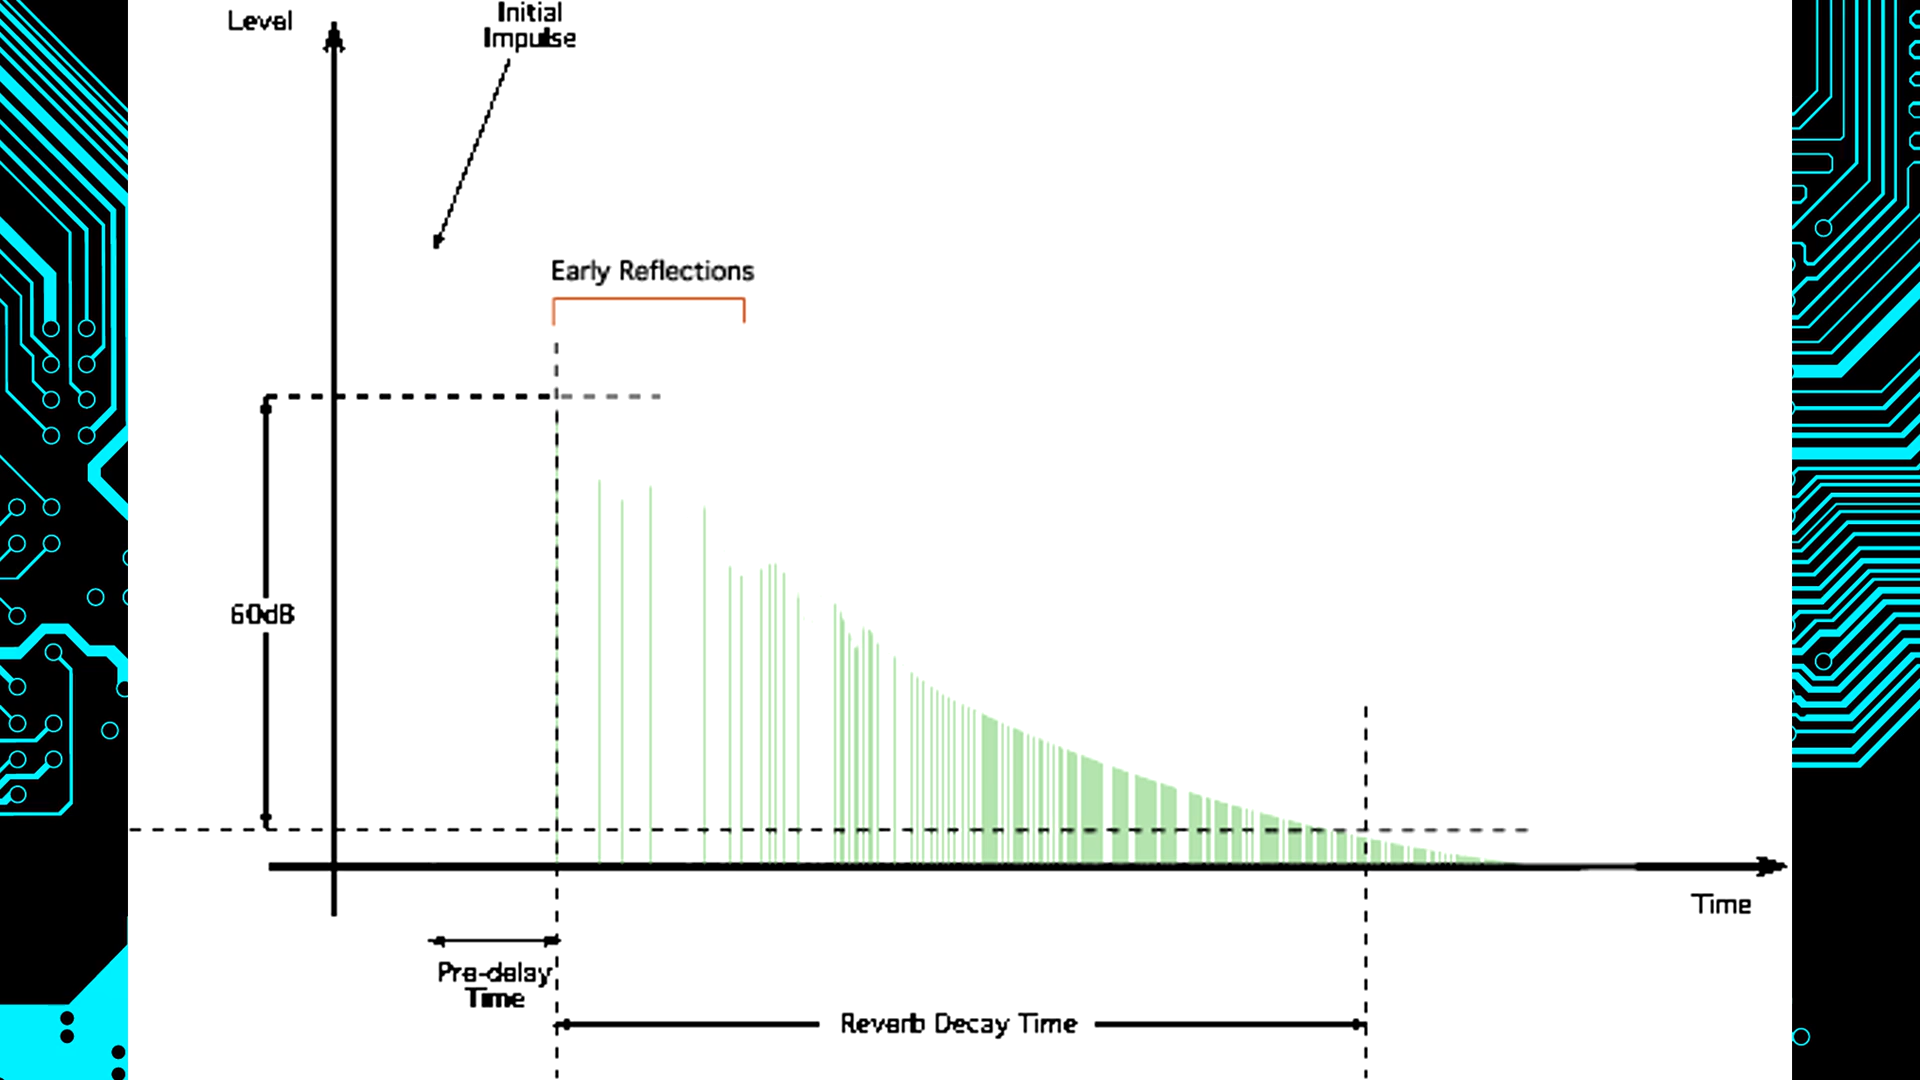 Level
Initial
Impulse
Early Reflections
60dB
Time
Pre-delay
Time
Reverb Decay Time